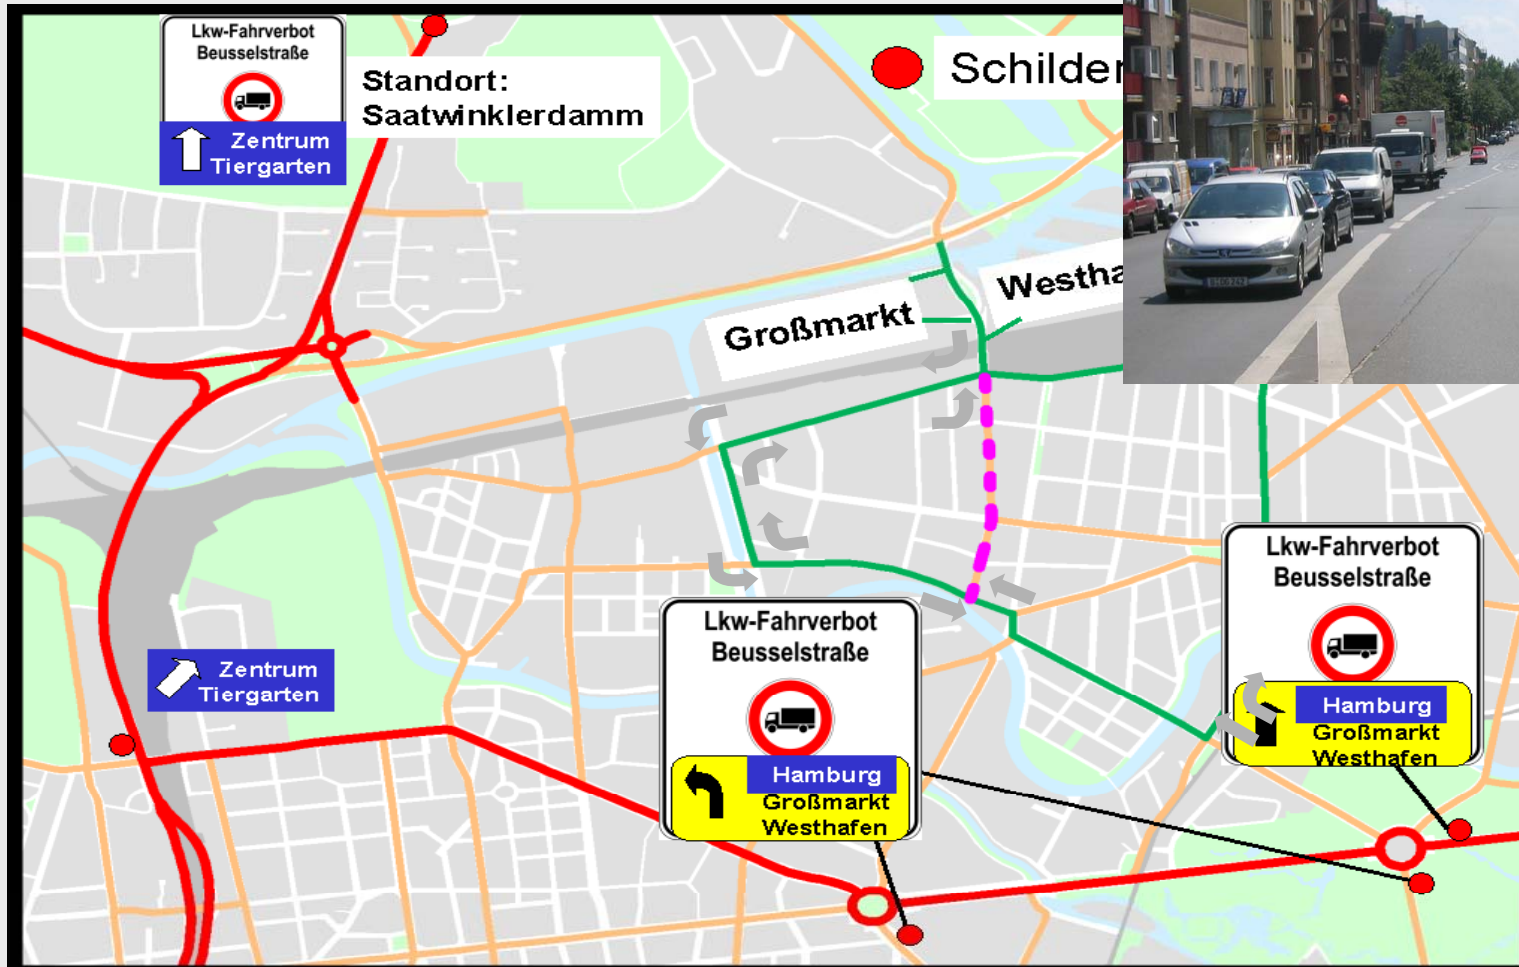 Lkw-Fahrverbot
Beusselstraße
Zentrum
Tiergarten
Standort:
Saatwinklerdamm
Schilder
Großmarkt
Westha
Zentrum
Tiergarten
Lkw-Fahrverbot
Beusselstraße
Hamburg
Großmarkt
Westhafen
Lkw-Fahrverbot
Beusselstraße
Hamburg
Großmarkt
Westhafen